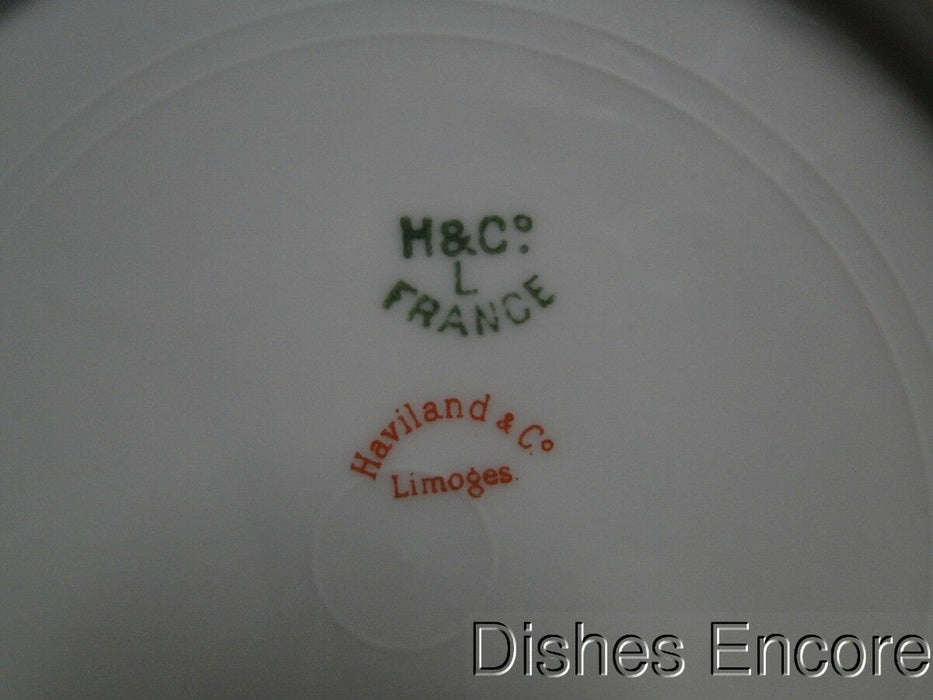 H&Co.
L
FRANCE
Haviland & Co.
Limoges.
Dishes Encore